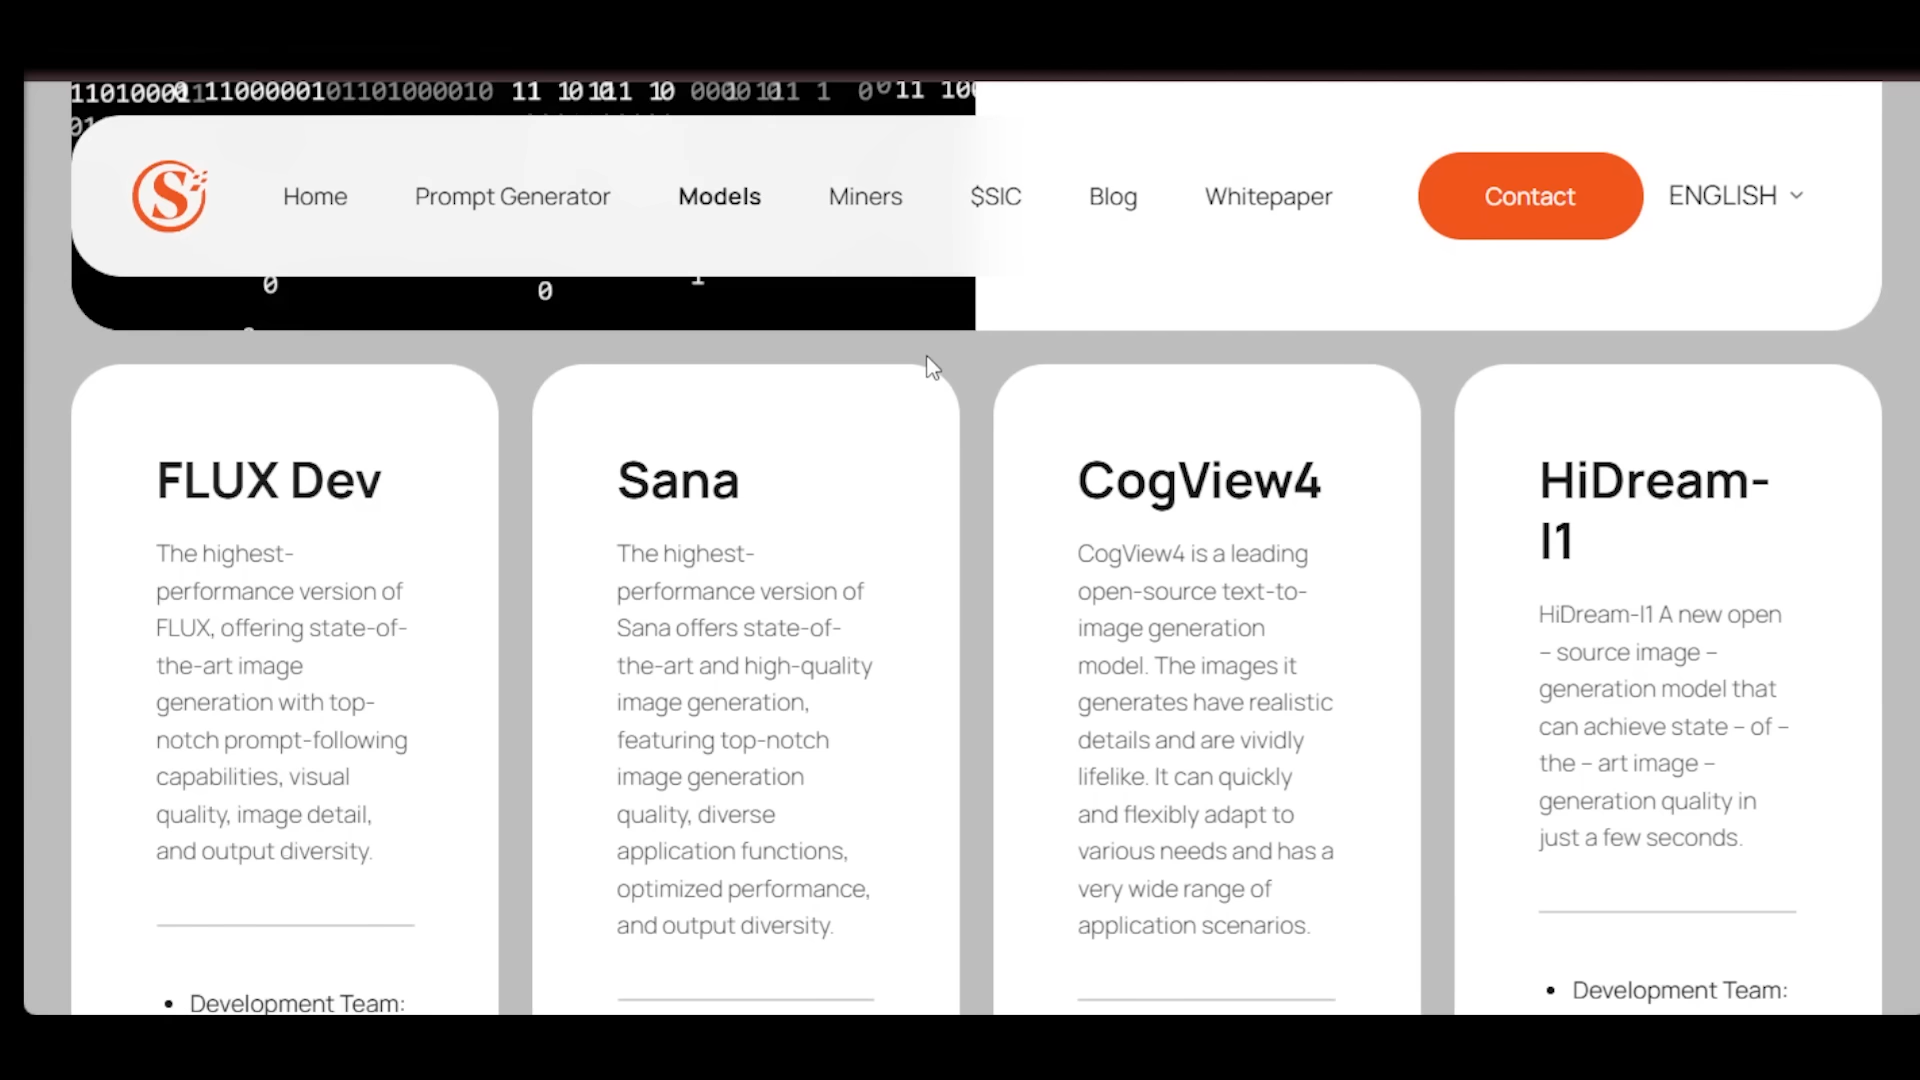 Home Prompt Generator Models Miners $SIC Blog Whitepaper Contact ENGLISH
0 0
FLUX Dev
The highest-
performance version of
FLUX, offering state-of-
the-art image
generation with top-
notch prompt-following
capabilities, visual
quality, image detail,
and output diversity.
• Development Team:
Sana
The highest-
performance version of
Sana offers state-of-
the-art and high-quality
image generation,
featuring top-notch
image generation
quality, diverse
application functions,
optimized performance,
and output diversity.
CogView4
CogView4 is a leading
open-source text-to-
image generation
model. The images it
generates have realistic
details and are vividly
lifelike. It can quickly
and flexibly adapt to
various needs and has a
very wide range of
application scenarios.
HiDream-
I1
HiDream-I1 A new open
– source image –
generation model that
can achieve state – of –
the – art image –
generation quality in
just a few seconds.
• Development Team: